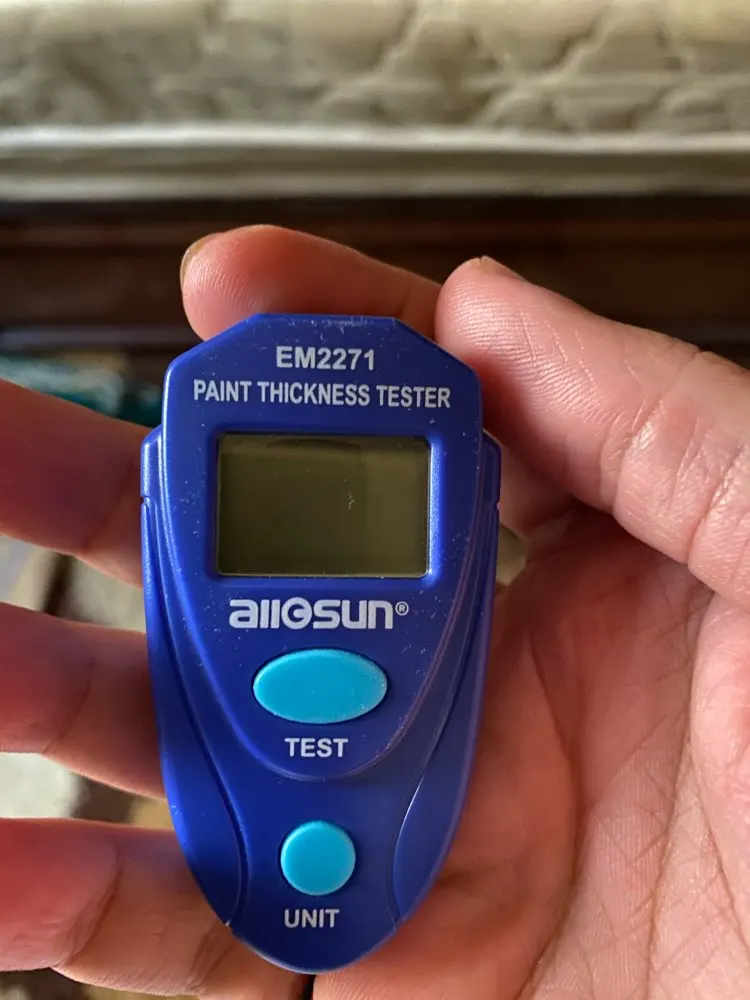 EM2271
PAINT THICKNESS TESTER
allosun®
TEST
UNIT